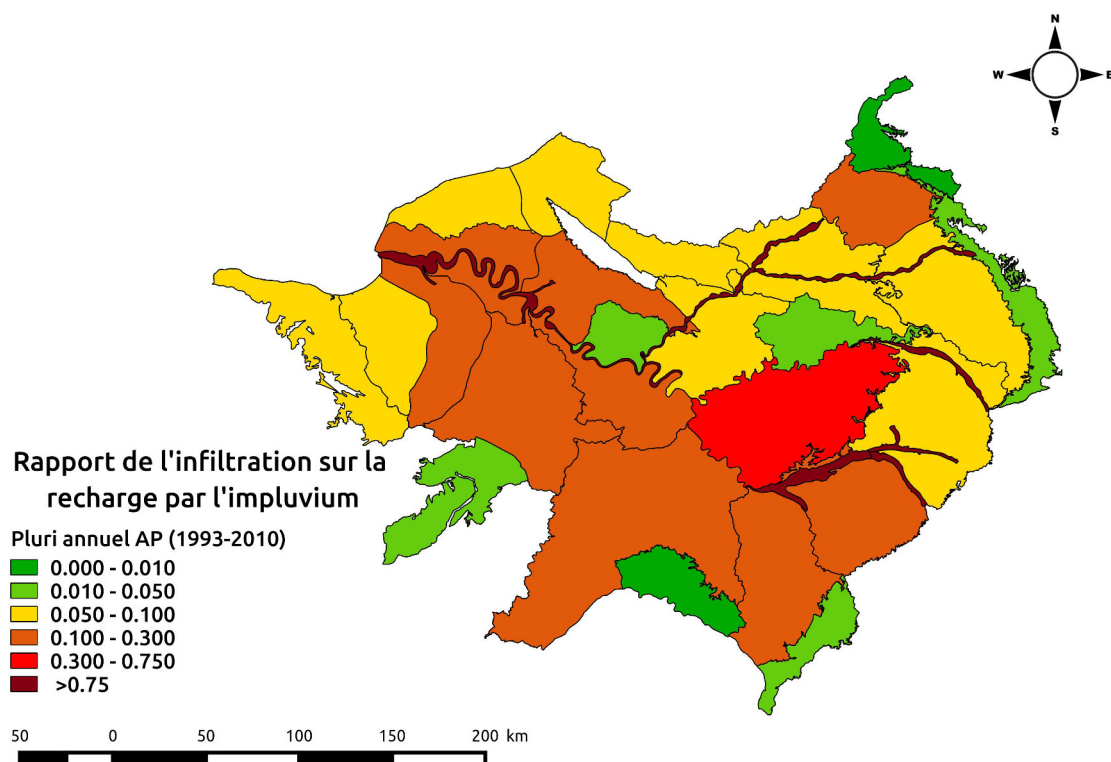 N
W E
S
Rapport de l'infiltration sur la
recharge par l'impluvium
Pluri annuel AP (1993-2010)
0.000 - 0.010
0.010 - 0.050
0.050 - 0.100
0.100 - 0.300
0.300 - 0.750
>0.75
50 0 50 100 150 200 km